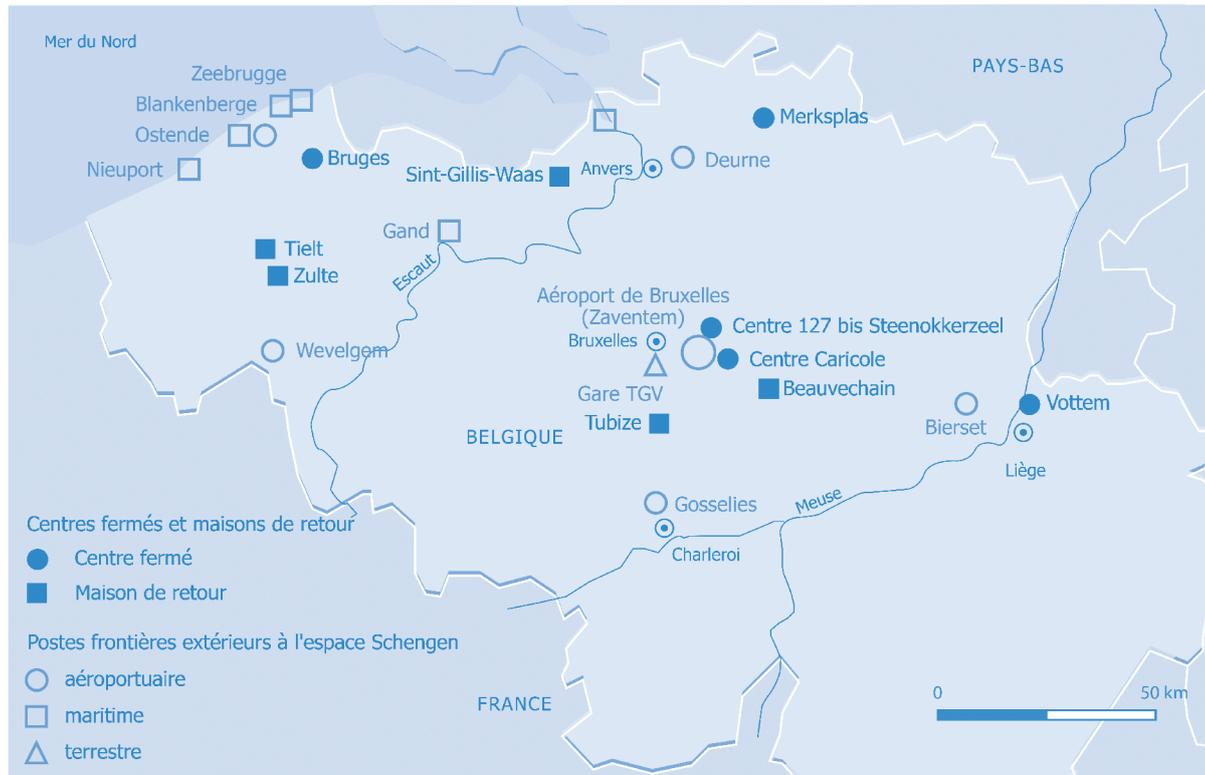 Mer du Nord
PAYS-BAS
Zeebrugge
Blankenberge
Ostende
Nieuport
Bruges
Merksplas
Sint-Gillis-Waas
Anvers
Deurne
Gand
Tielt
Zulte
Escaut
Aéroport de Bruxelles
(Zaventem)
Centre 127 bis Steenokkerzeel
Bruxelles
Wevelgem
Centre Caricole
Gare TGV
Beauvechain
Tubize
Vottem
Bierset
BELGIQUE
Liège
Meuse
Gosselies
Charleroi
Centres fermés et maisons de retour
Centre fermé
Maison de retour
Postes frontières extérieurs à l'espace Schengen
aéroportuaire
maritime
terrestre
FRANCE
0 50 km